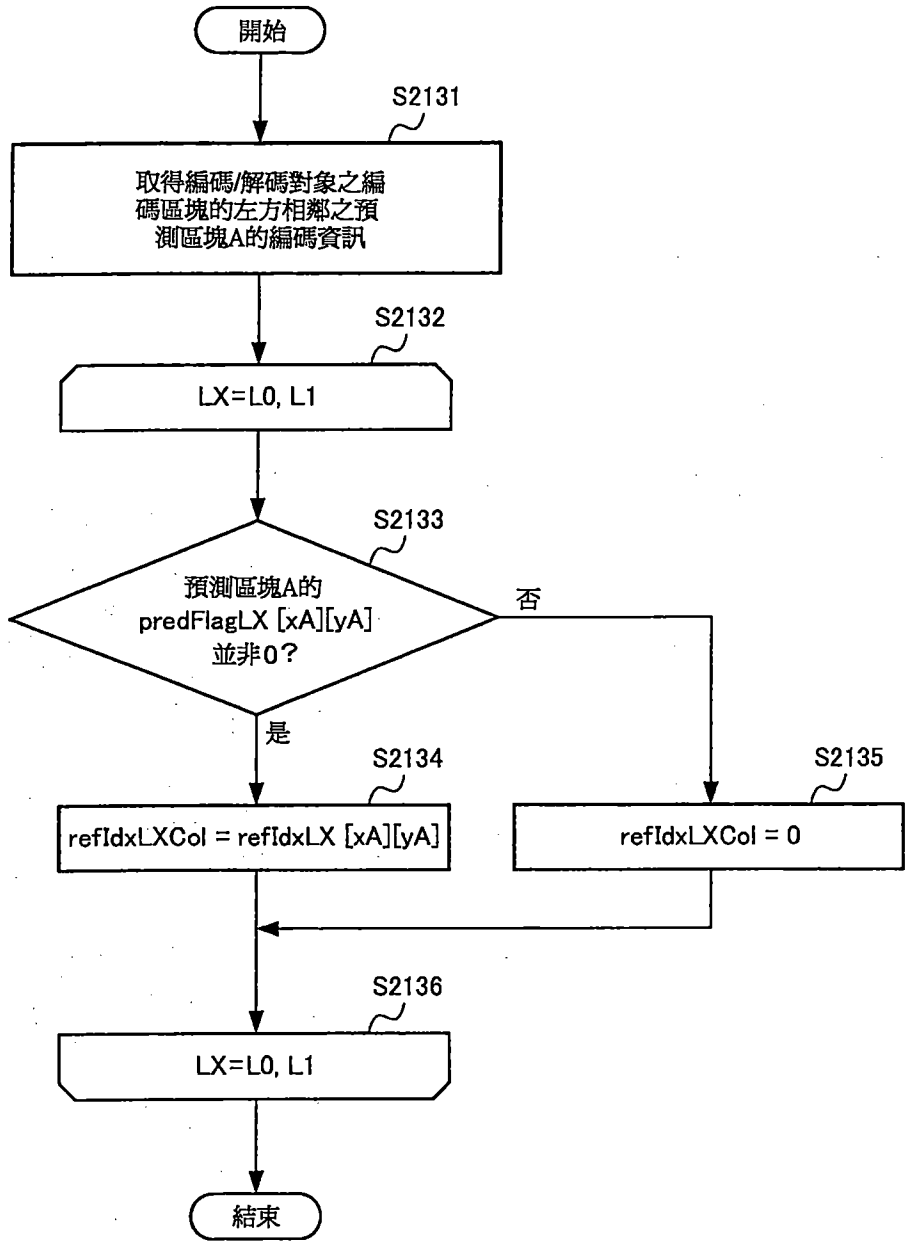 開始
S2131
取得編碼/解碼對象之編
碼區塊的左方相鄰之預
測區塊A的編碼資訊
S2132
LX=L0, L1
S2133
預測區塊A的
predFlagLX [xA][yA]
並非0?
否
是
S2134
refIdxLXCol = refIdxLX [xA][yA]
S2135
refIdxLXCol = 0
S2136
LX=L0, L1
結束